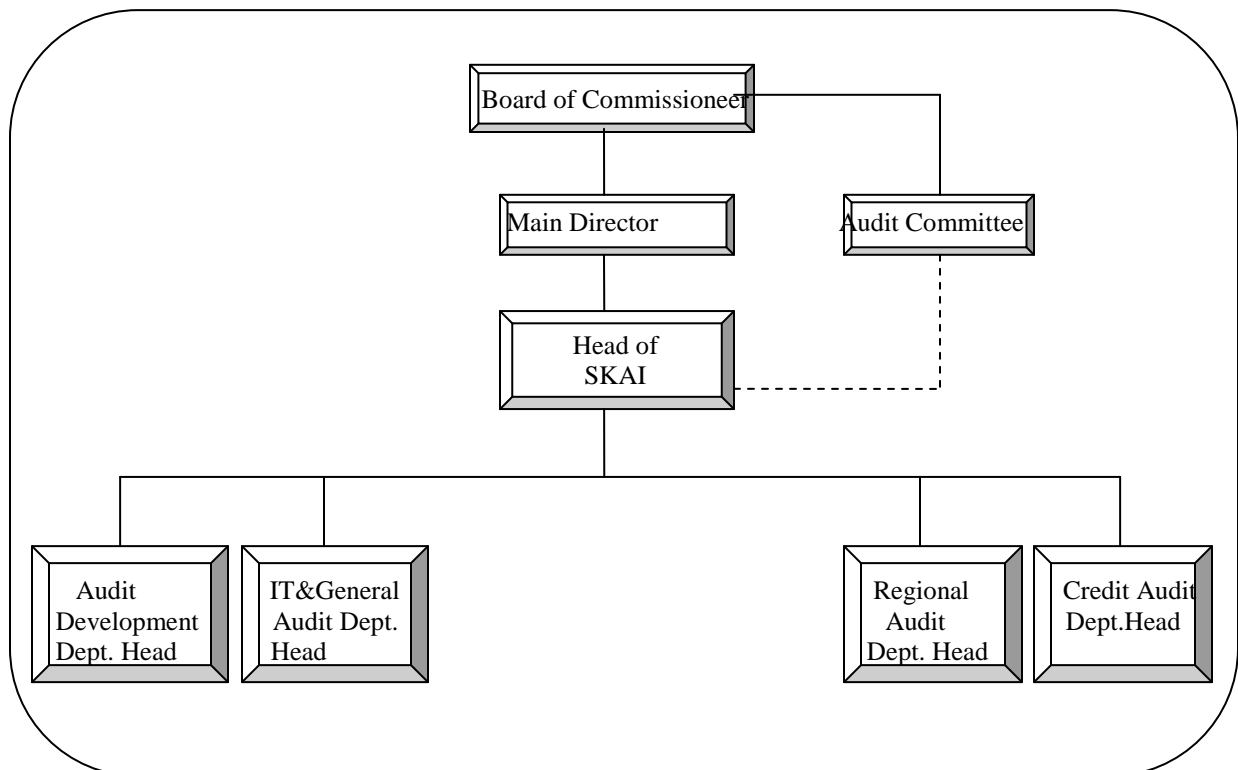 Board of Commissioneer
Main Director
Audit Committee
Head of
SKAI
Audit
Development
Dept. Head
IT&General
Audit Dept.
Head
Regional
Audit
Dept. Head
Credit Audit
Dept.Head